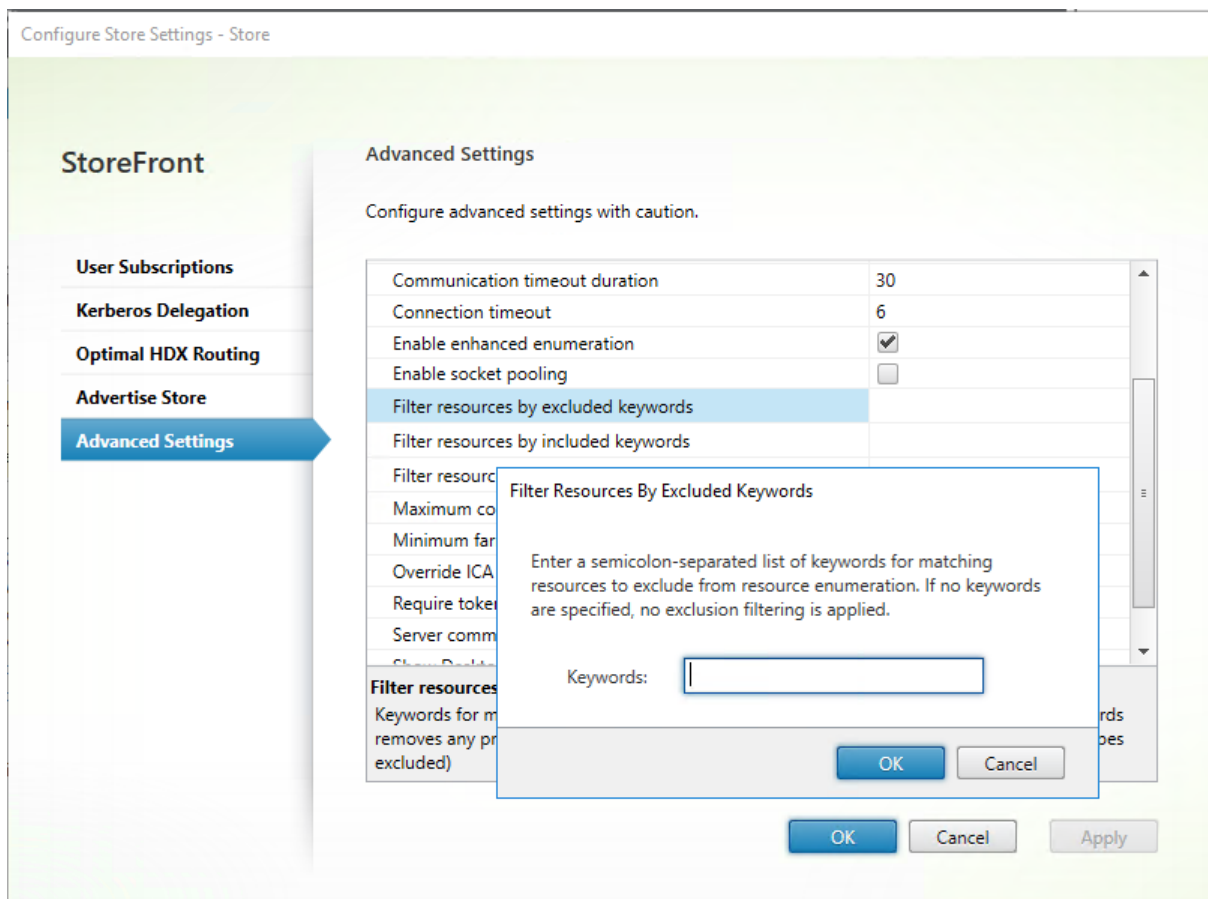 Configure Store Settings - Store
StoreFront
User Subscriptions
Kerberos Delegation
Optimal HDX Routing
Advertise Store
Advanced Settings
Advanced Settings
Configure advanced settings with caution.
Communication timeout duration 30
Connection timeout 6
Enable enhanced enumeration
Enable socket pooling
Filter resources by excluded keywords
Filter resources by included keywords
Filter resourc
Maximum co
Minimum far
Override ICA
Require token
Server comm
Filter resources
Keywords for m rds
removes any pr pes
excluded)
Filter Resources By Excluded Keywords
Enter a semicolon-separated list of keywords for matching
resources to exclude from resource enumeration. If no keywords
are specified, no exclusion filtering is applied.
Keywords:
OK Cancel
OK Cancel Apply